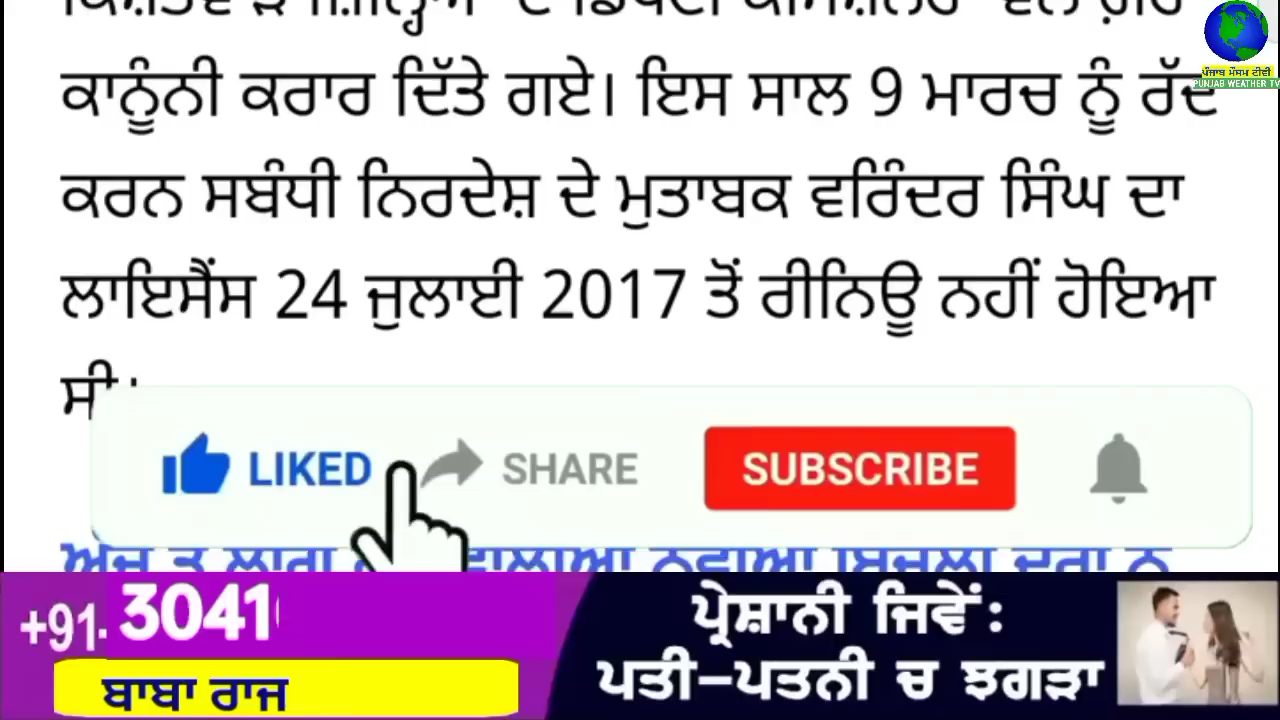 ਕਾਨੂੰਨੀ ਕਰਾਰ ਦਿੱਤੇ ਗਏ। ਇਸ ਸਾਲ 9 ਮਾਰਚ ਨੂੰ ਰੱਦ
ਪੰਜਾਬ ਮੌਸਮ ਟੀਵੀ
PUNJAB WEATHER TV
ਕਰਨ ਸਬੰਧੀ ਨਿਰਦੇਸ਼ ਦੇ ਮੁਤਾਬਕ ਵਰਿੰਦਰ ਸਿੰਘ ਦਾ
ਲਾਇਸੈਂਸ 24 ਜੁਲਾਈ 2017 ਤੋਂ ਰੀਨਿਊ ਨਹੀਂ ਹੋਇਆ
ਸੀ।
LIKED SHARE SUBSCRIBE
+91- 3041
ਬਾਬਾ ਰਾਜ
ਪ੍ਰੇਸ਼ਾਨੀ ਜਿਵੇਂ:
ਪਤੀ-ਪਤਨੀ ਚ ਝਗੜਾ